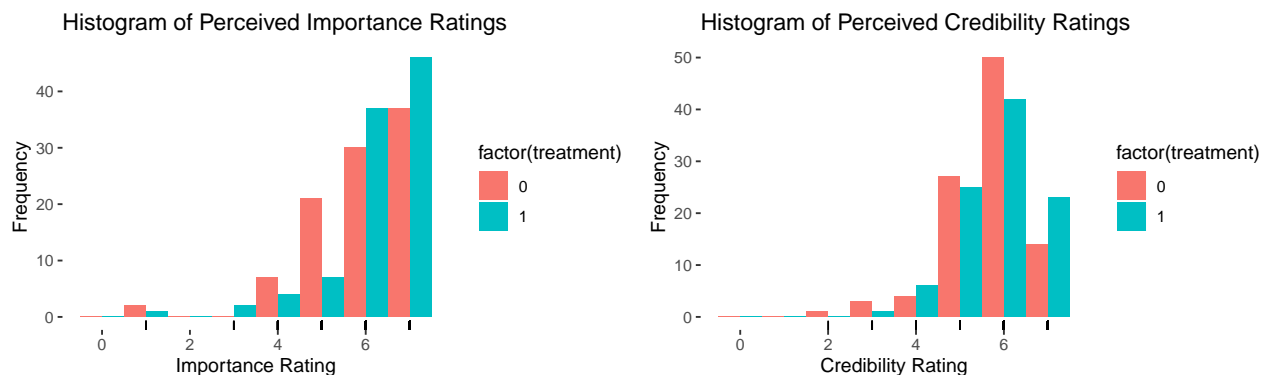 Histogram of Perceived Importance Ratings
40
30
20
10
0
Frequency
0 2 4 6
Importance Rating
factor(treatment)
0
1
Histogram of Perceived Credibility Ratings
50
40
30
20
10
0
Frequency
0 2 4 6
Credibility Rating
factor(treatment)
0
1